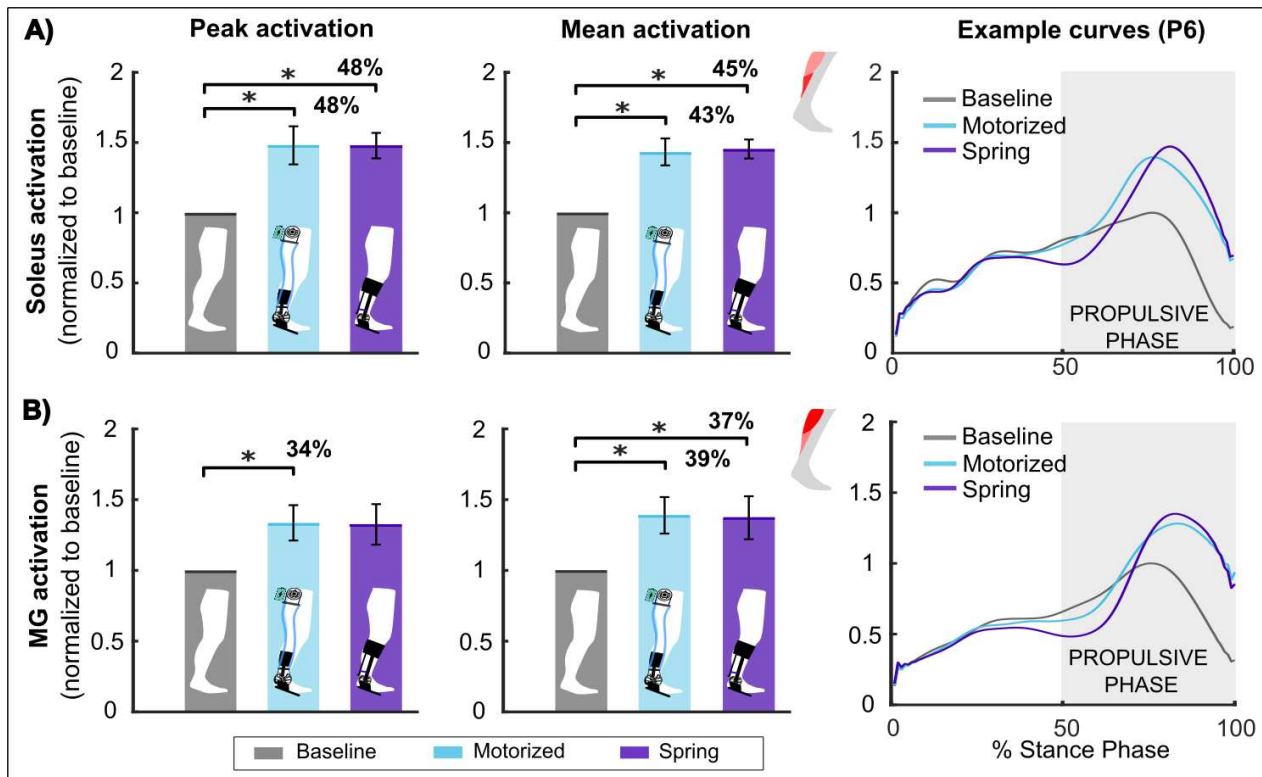 A)
Peak activation
Mean activation
Example curves (P6)
Soleus activation
(normalized to baseline)
2
1.5
1
0.5
0
*
48%
*
48%
2
1.5
1
0.5
0
*
45%
*
43%
2
1.5
1
0.5
0
Baseline
Motorized
Spring
PROPULSIVE
PHASE
0
50
100
B)
MG activation
(normalized to baseline)
2
1.5
1
0.5
0
*
34%
2
1.5
1
0.5
0
*
37%
*
39%
2
1.5
1
0.5
0
Baseline
Motorized
Spring
PROPULSIVE
PHASE
0
50
100
% Stance Phase
Baseline
Motorized
Spring